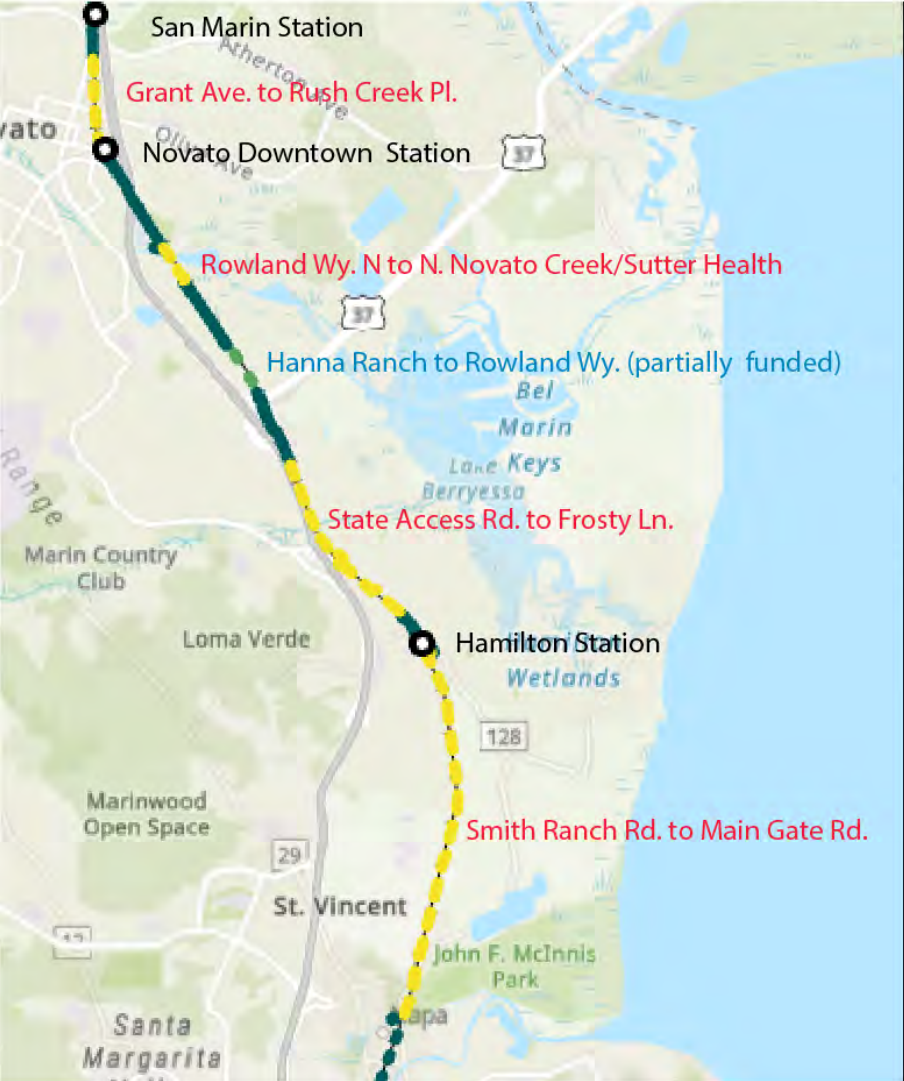 San Marin Station
Atherton Ave
Grant Ave. to Rush Creek Pl.
vato
Olive Ave
Novato Downtown Station
37
Rowland Wy. N to N. Novato Creek/Sutter Health
37
Hanna Ranch to Rowland Wy. (partially funded)
Bel
Marin
Keys
Lake
Berryessa
Range
State Access Rd. to Frosty Ln.
Marin Country
Club
Loma Verde
Hamilton Station
Wetlands
128
Marinwood
Open Space
Smith Ranch Rd. to Main Gate Rd.
29
St. Vincent
John F. McInnis
Park
apa
Santa
Margarita